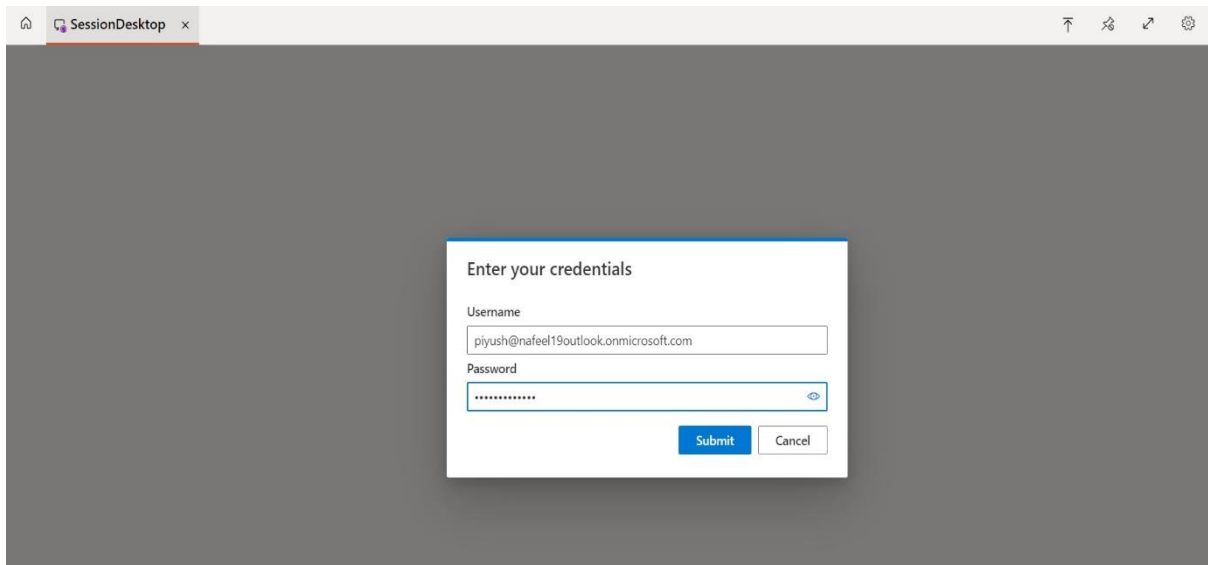 SessionDesktop
Enter your credentials
Username
piyush@nafeel19outlook.onmicrosoft.com
Password
•••••••••••••
Submit Cancel